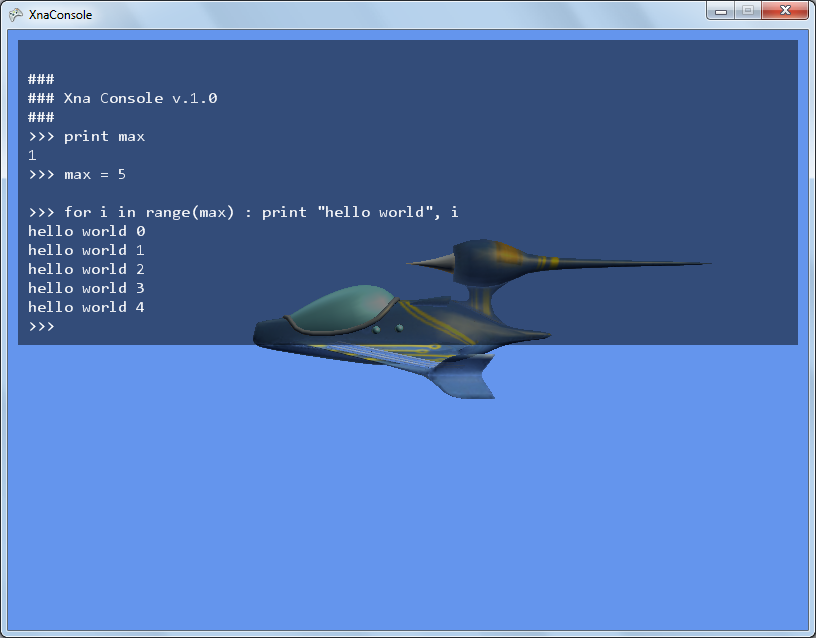 XnaConsole
###
### Xna Console v.1.0
###
>>> print max
1
>>> max = 5
>>> for i in range(max) : print "hello world", i
hello world 0
hello world 1
hello world 2
hello world 3
hello world 4
>>>